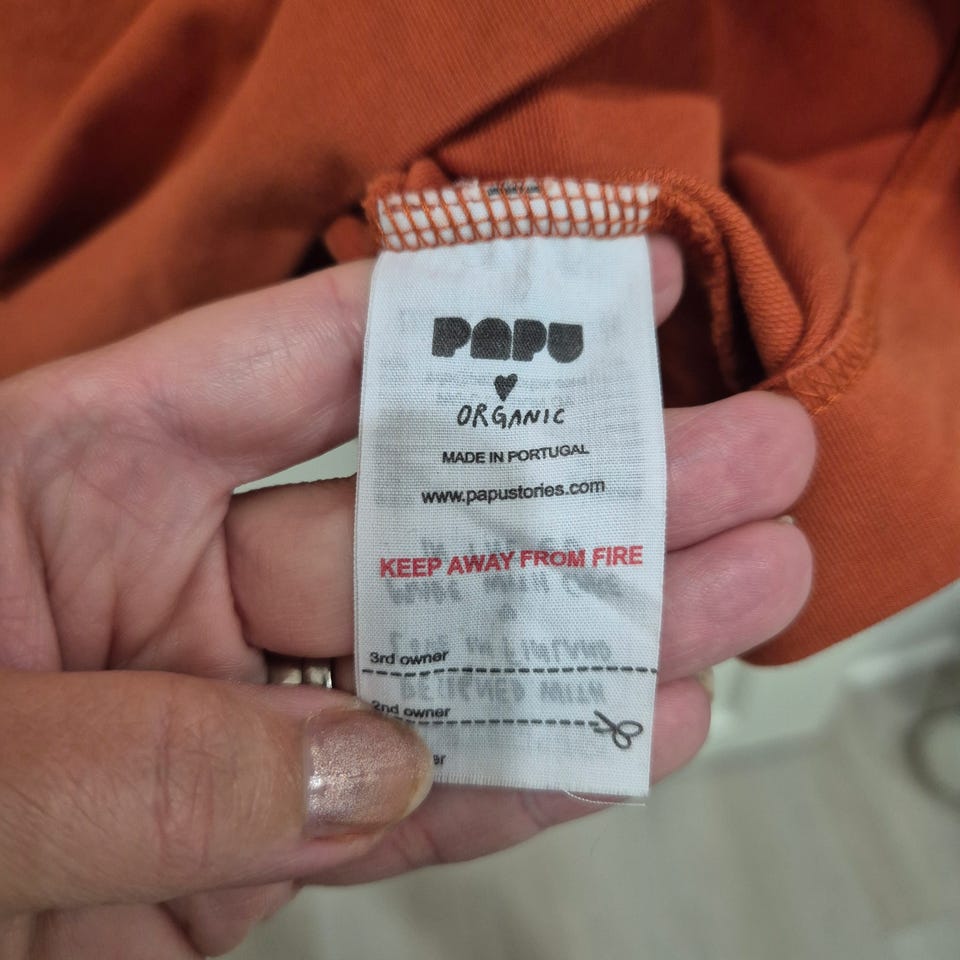 PAPU
ORGANIC
MADE IN PORTUGAL
www.papustories.com
KEEP AWAY FROM FIRE
3rd owner
2nd owner